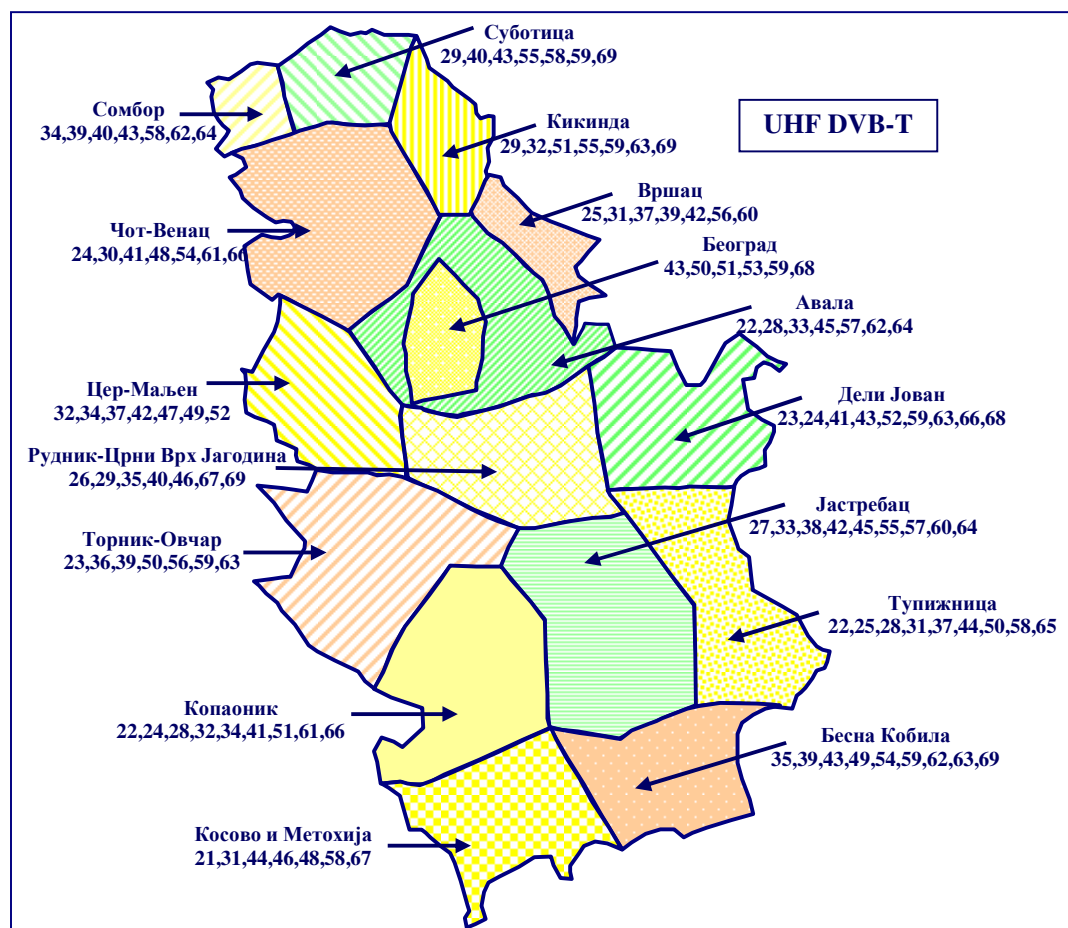 Суботица
29,40,43,55,58,59,69
Сомбор
34,39,40,43,58,62,64
UHF DVB-T
Кикинда
29,32,51,55,59,63,69
Вршац
25,31,37,39,42,56,60
Чот-Венац
24,30,41,48,54,61,66
Београд
43,50,51,53,59,68
Авала
22,28,33,45,57,62,64
Цер-Маљен
32,34,37,42,47,49,52
Дели Јован
23,24,41,43,52,59,63,66,68
Рудник-Црни Врх Јагодина
26,29,35,40,46,67,69
Јастребац
27,33,38,42,45,55,57,60,64
Торник-Овчар
23,36,39,50,56,59,63
Тупижница
22,25,28,31,37,44,50,58,65
Копаоник
22,24,28,32,34,41,51,61,66
Бесна Кобила
35,39,43,49,54,59,62,63,69
Косово и Метохија
21,31,44,46,48,58,67